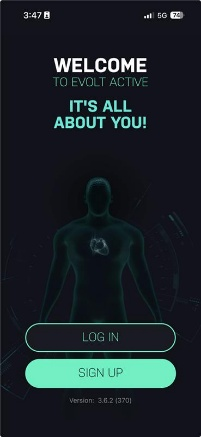 3:47 5G 74
WELCOME
TO EVOLT ACTIVE
IT'S ALL
ABOUT YOU!
LOG IN
SIGN UP
Version: 3.6.2 (370)